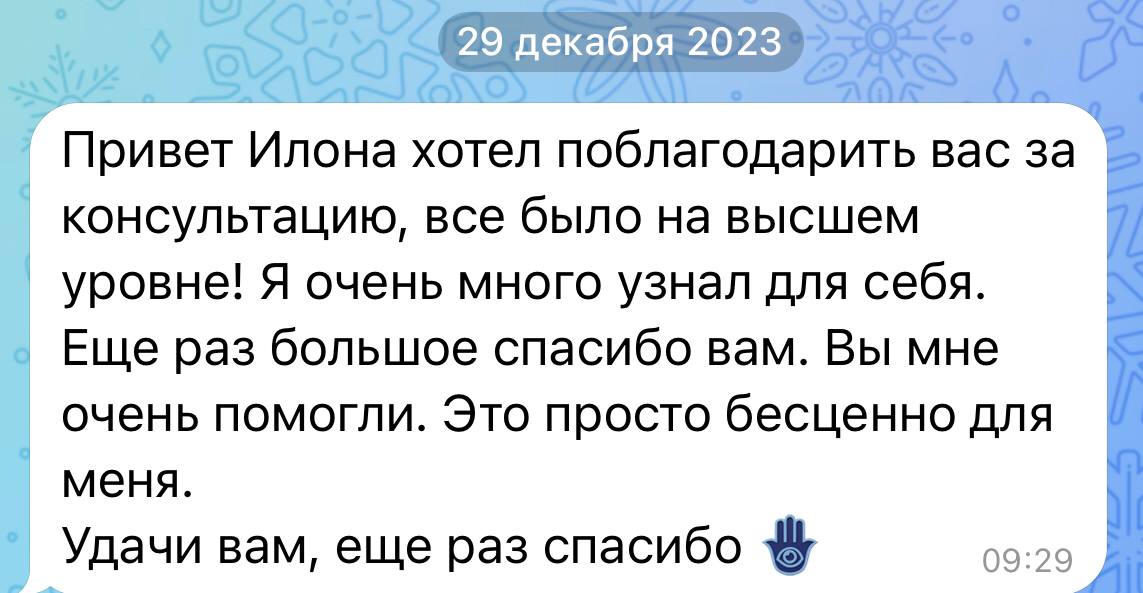 29 декабря 2023
Привет Илона хотел поблагодарить вас за
консультацию, все было на высшем
уровне! Я очень много узнал для себя.
Еще раз большое спасибо вам. Вы мне
очень помогли. Это просто бесценно для
меня.
Удачи вам, еще раз спасибо 🪬
09:29